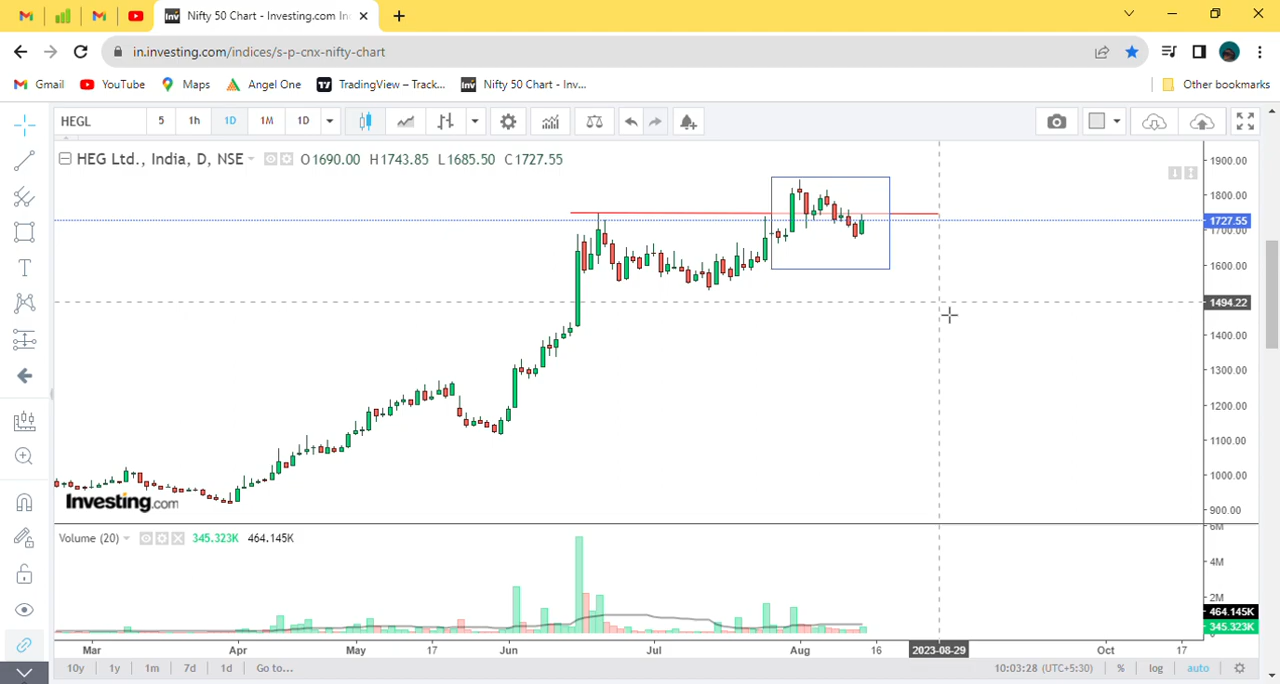 Nifty 50 Chart - Investing.com In
in.investing.com/indices/s-p-cnx-nifty-chart
Gmail YouTube Maps Angel One TradingView – Track... Nifty 50 Chart - Inv... Other bookmarks
HEGL 5 1h 1D 1M 1D
HEG Ltd., India, D, NSE O1690.00 H1743.85 L1685.50 C1727.55
1900.00
1800.00
1727.55
1700.00
1600.00
1494.22
1400.00
1300.00
1200.00
1100.00
1000.00
900.00
Investing.com
Volume (20) 345.323K 464.145K
6M
4M
2M
464.145K
345.323K
Mar Apr May 17 Jun Jul Aug 16 2023-08-29 Oct 17
10y 1y 1m 7d 1d Go to... 10:03:28 (UTC+5:30) % log auto